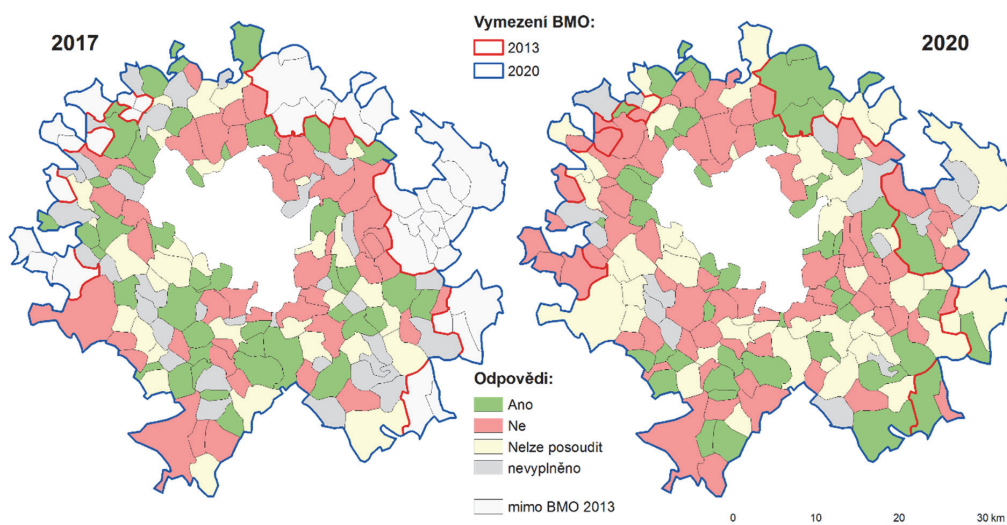 2017
Vymezení BMO:
2013
2020
2020
Odpovědi:
Ano
Ne
Nelze posoudit
nevyplněno
mimo BMO 2013
0 10 20 30 km